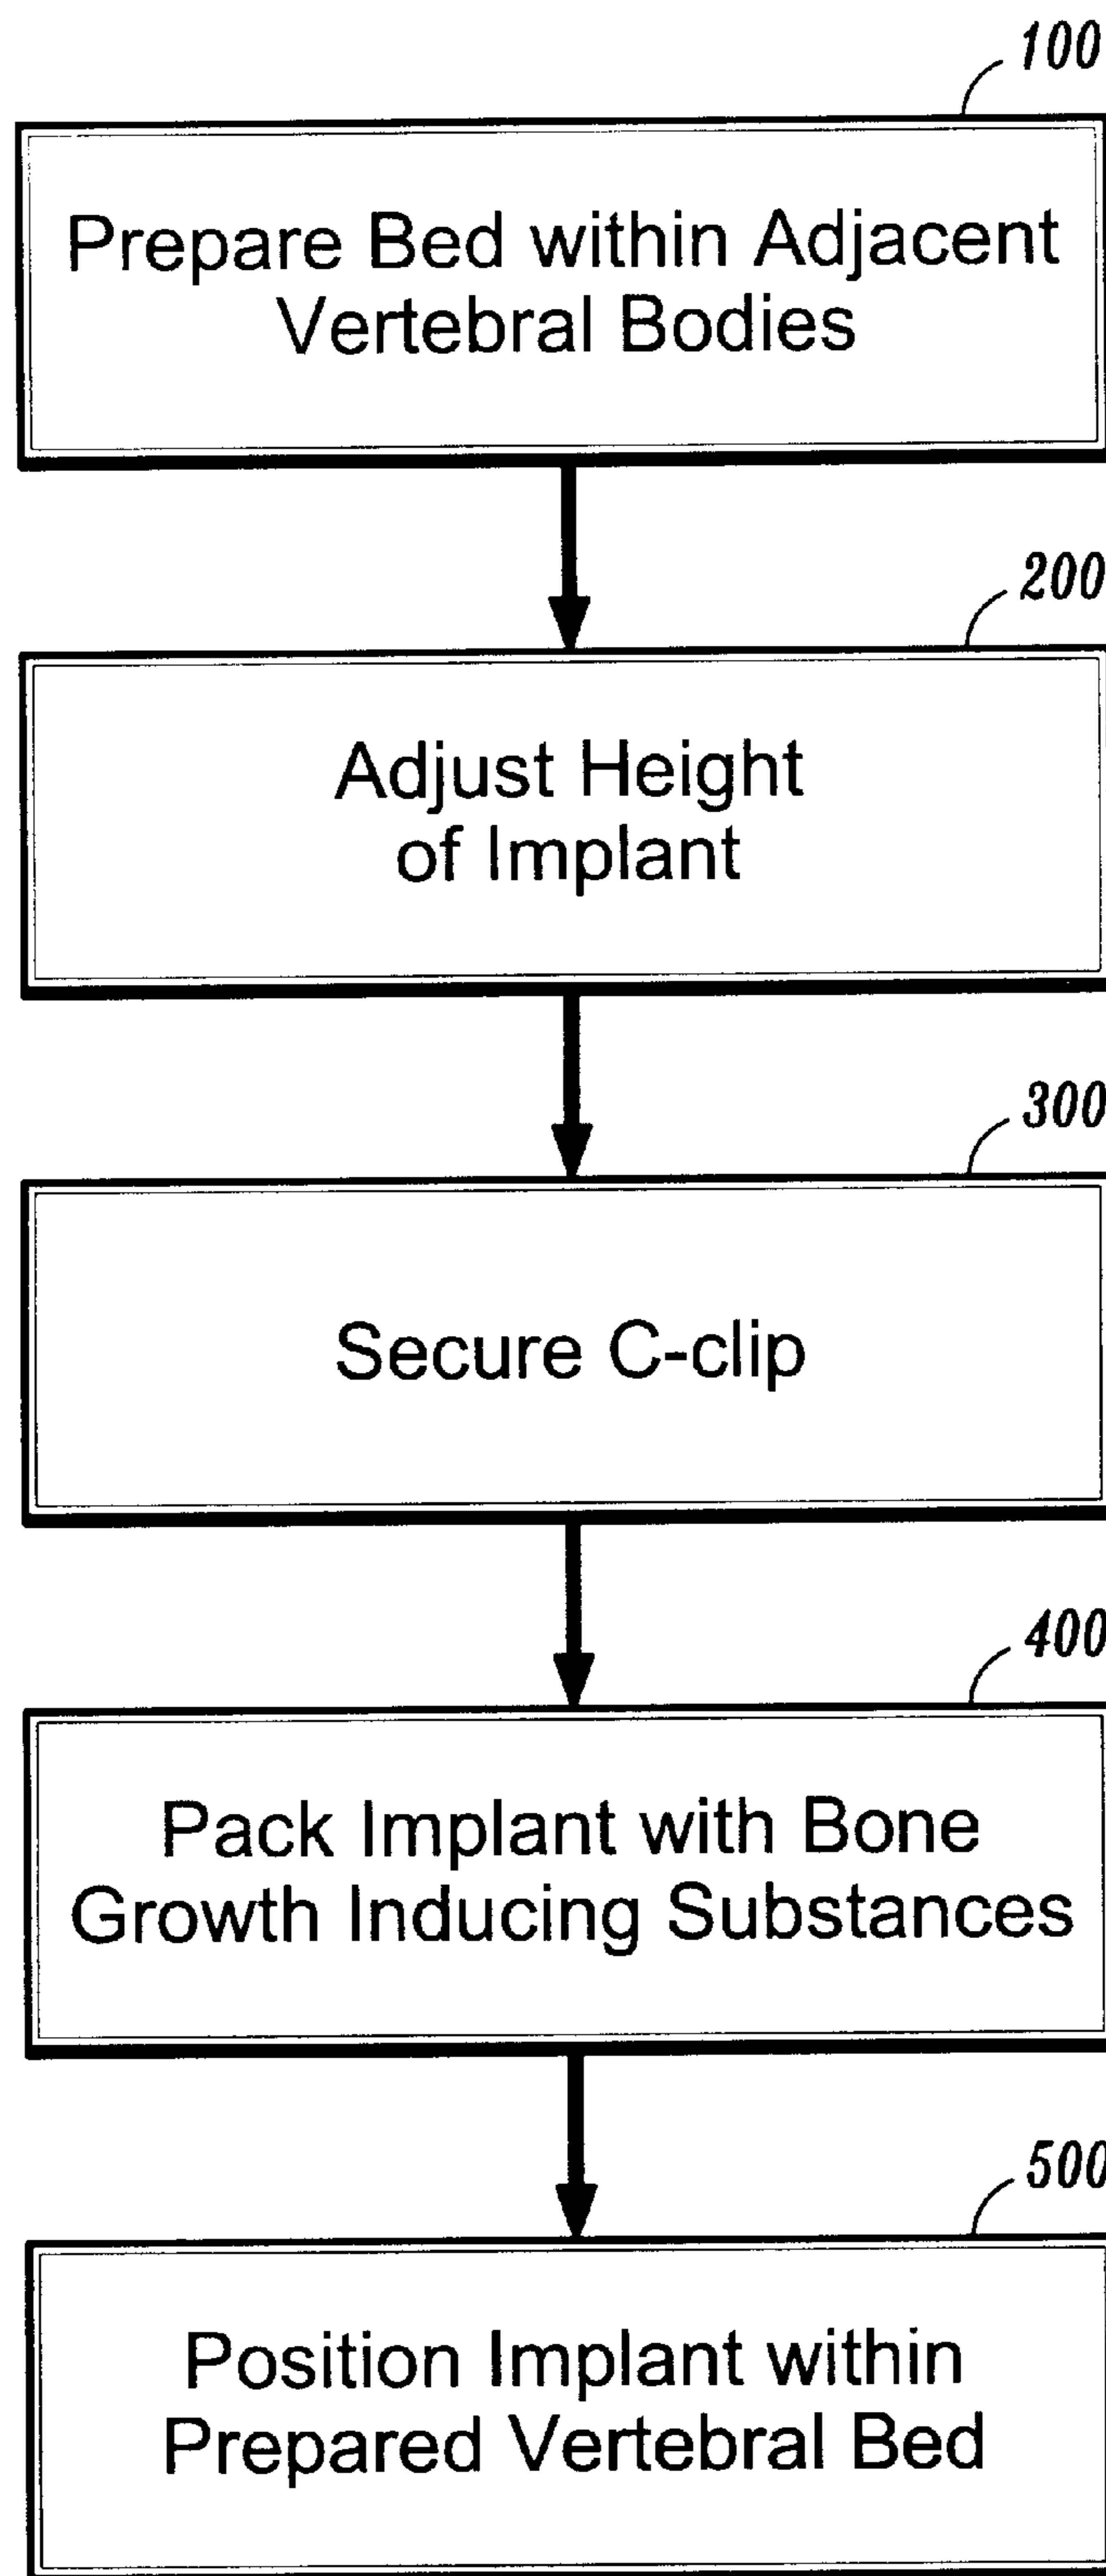 100
Prepare Bed within Adjacent
Vertebral Bodies
200
Adjust Height
of Implant
300
Secure C-clip
400
Pack Implant with Bone
Growth Inducing Substances
500
Position Implant within
Prepared Vertebral Bed